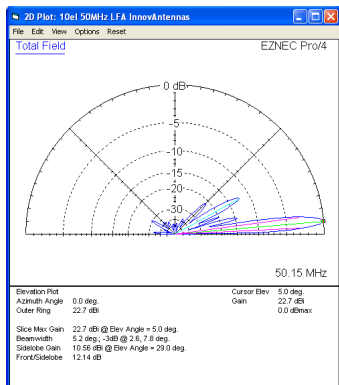 2D Plot: 10el 50MHz LFA InnovAntennas
File Edit View Options Reset
Total Field
EZNEC Pro/4
0 dB
-5
-10
-15
-20
-30
50.15 MHz
Elevation Plot
Cursor Elev 5.0 deg.
Azimuth Angle 0.0 deg.
Gain 22.7 dBi
Outer Ring 22.7 dBi
0.0 dBmax
Slice Max Gain 22.7 dBi @ Elev Angle = 5.0 deg.
Beamwidth 5.2 deg.; -3dB @ 2.6, 7.8 deg.
Sidelobe Gain 10.56 dBi @ Elev Angle = 29.0 deg.
Front/Sidelobe 12.14 dB